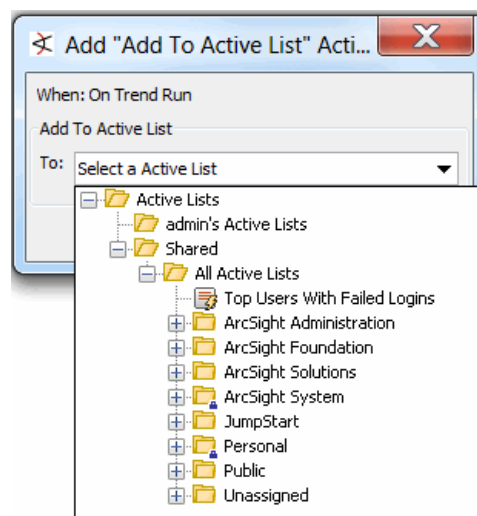 Add "Add To Active List" Acti...
When: On Trend Run
Add To Active List
To: Select a Active List
Active Lists
admin's Active Lists
Shared
All Active Lists
Top Users With Failed Logins
ArcSight Administration
ArcSight Foundation
ArcSight Solutions
ArcSight System
JumpStart
Personal
Public
Unassigned